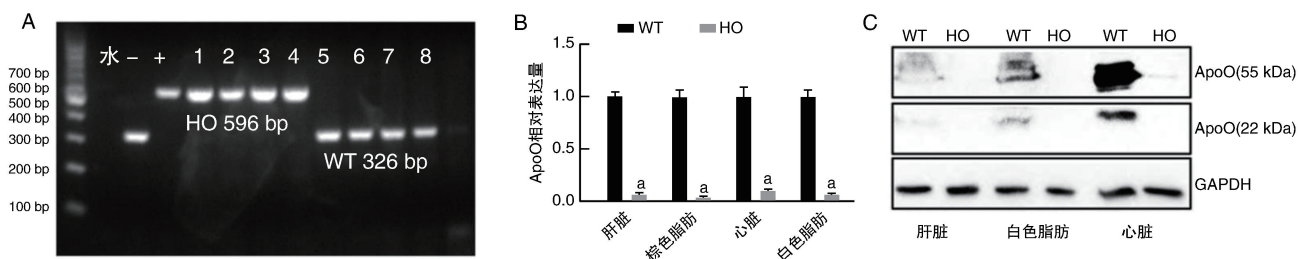 A
水 − + 1 2 3 4 5 6 7 8
700 bp
600 bp
500 bp
400 bp
300 bp
200 bp
100 bp
HO 596 bp
WT 326 bp
B
WT HO
ApoO相对表达量
1.5
1.0
0.5
0.0
a a a a
肝脏 棕色脂肪 心脏 白色脂肪
C
WT HO WT HO WT HO
ApoO(55 kDa)
ApoO(22 kDa)
GAPDH
肝脏 白色脂肪 心脏